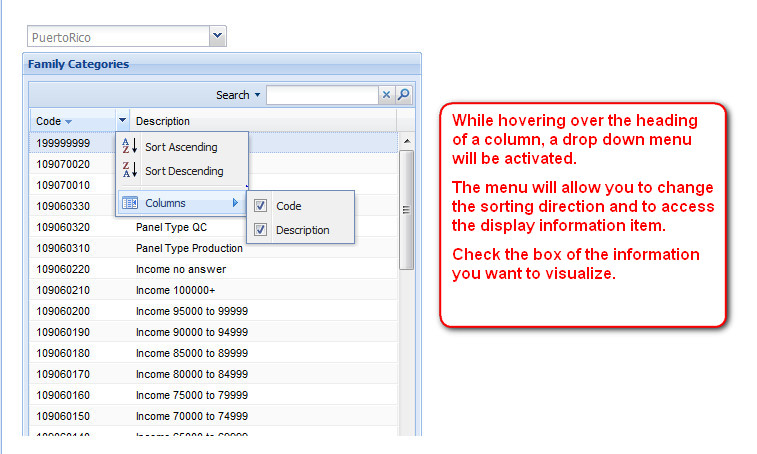 PuertoRico
Family Categories
Search
Code Description
199999999
109070020
109070010
109060330
Sort Ascending
Sort Descending
Columns
Code
Description
109060320 Panel Type QC
109060310 Panel Type Production
109060220 Income no answer
109060210 Income 100000+
109060200 Income 95000 to 99999
109060190 Income 90000 to 94999
109060180 Income 85000 to 89999
109060170 Income 80000 to 84999
109060160 Income 75000 to 79999
109060150 Income 70000 to 74999
109060140 Income 65000 to 69999
While hovering over the heading
of a column, a drop down menu
will be activated.
The menu will allow you to change
the sorting direction and to access
the display information item.
Check the box of the information
you want to visualize.